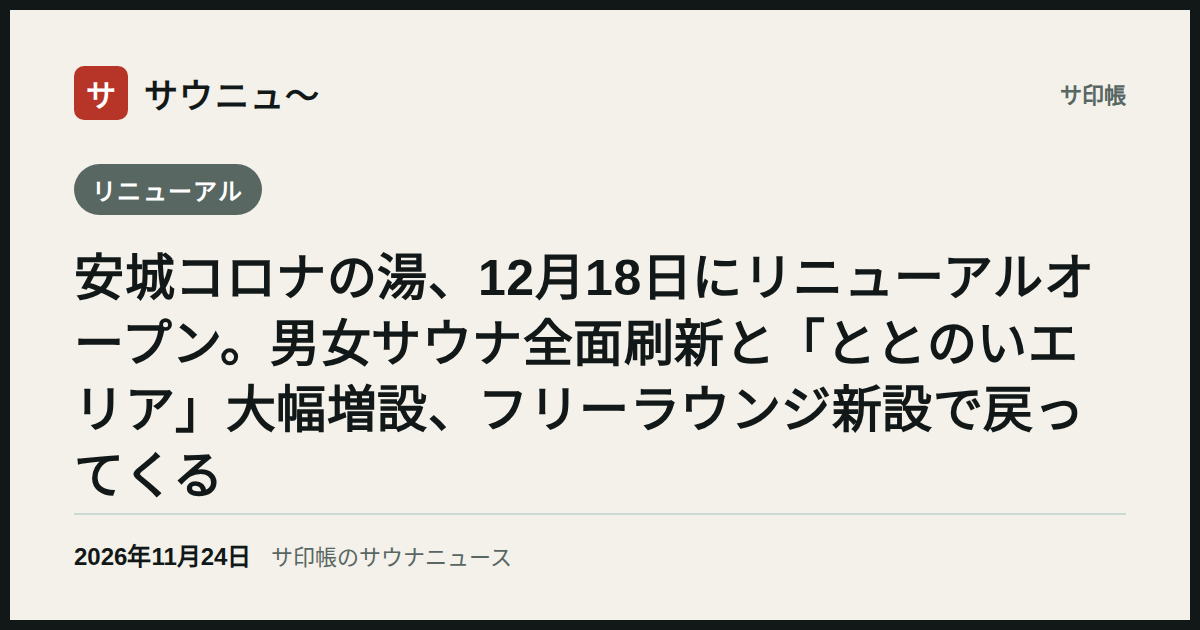 サ サウニュ〜
サ印帳
リニューアル
安城コロナの湯、12月18日にリニューアルオ
ープン。男女サウナ全面刷新と「ととのいエ
リア」大幅増設、フリーラウンジ新設で戻っ
てくる
2026年11月24日 サ印帳のサウナニュース